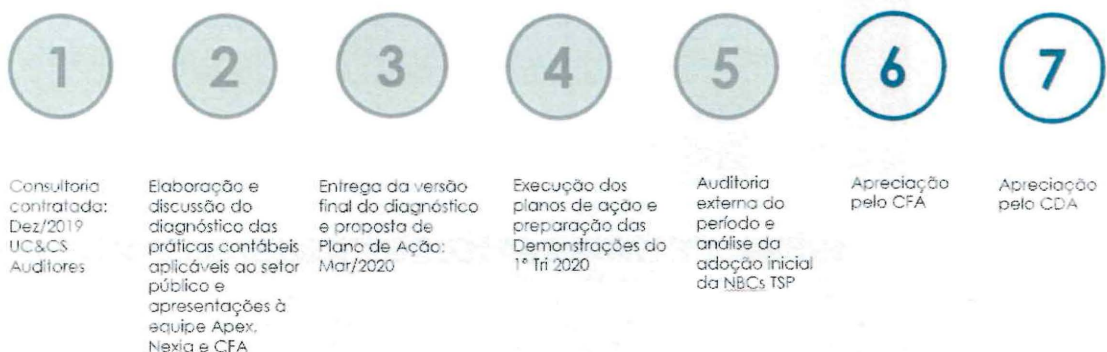 1
2
3
4
5
6
7
Consultoria
contratada:
Dez/2019
UC&CS
Auditores
Elaboração e
discussão do
diagnóstico das
práticas contábeis
aplicáveis ao setor
público e
apresentações à
equipe Apex,
Nexia e CFA
Entrega da versão
final do diagnóstico
e proposta de
Plano de Ação:
Mar/2020
Execução dos
planos de ação e
preparação das
Demonstrações do
1º Tri 2020
Auditoria
externa do
período e
análise da
adoção inicial
da NBCs TSP
Apreciação
pelo CFA
Apreciação
pelo CDA